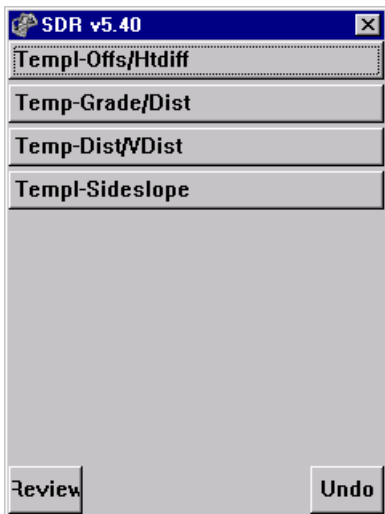 SDR v5.40
Templ-Offs/Htdiff
Temp-Grade/Dist
Temp-Dist/VDist
Templ-Sideslope
Review Undo